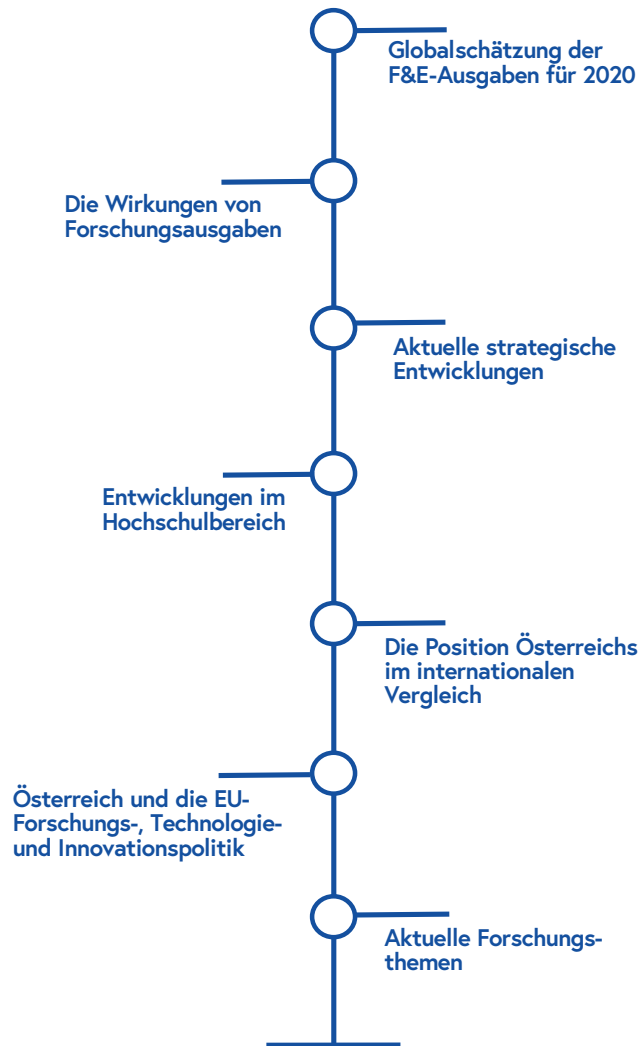 Globalschätzung der
F&E-Ausgaben für 2020
Die Wirkungen von
Forschungsausgaben
Aktuelle strategische
Entwicklungen
Entwicklungen im
Hochschulbereich
Die Position Österreichs
im internationalen
Vergleich
Österreich und die EU-
Forschungs-, Technologie-
und Innovationspolitik
Aktuelle Forschungs-
themen